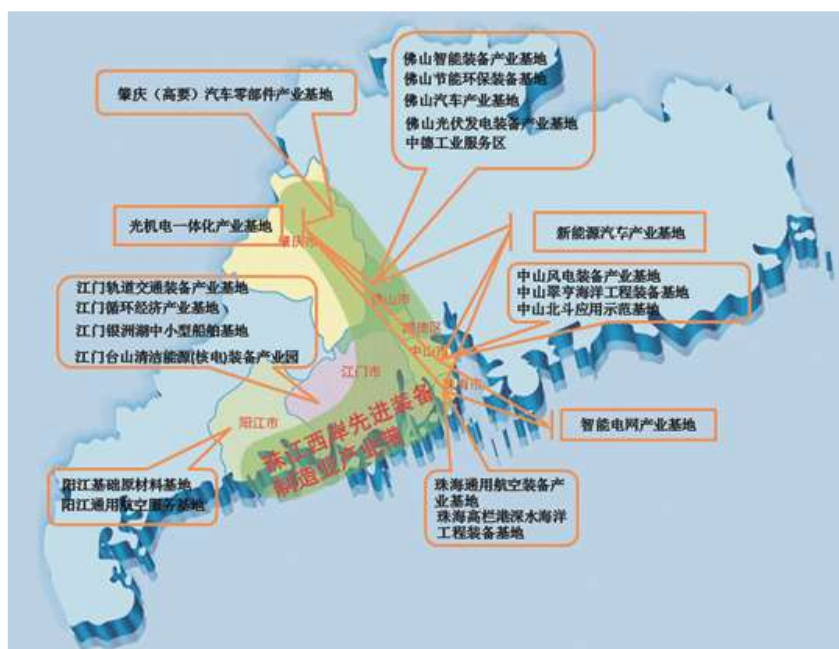 佛山智能装备产业基地
佛山节能环保装备基地
佛山汽车产业基地
佛山光伏发电装备产业基地
中德工业服务区
肇庆（高要）汽车零部件产业基地
光机电一体化产业基地
新能源汽车产业基地
肇庆市
中山风电装备产业基地
中山翠亨海洋工程装备基地
中山北斗应用示范基地
江门轨道交通装备产业基地
江门循环经济产业基地
江门银洲湖中小型船舶基地
江门台山清洁能源(核电)装备产业园
佛山市
顺德区
中山市
江门市
珠海市
阳江市
智能电网产业基地
珠江西岸先进装备
制造业产业带
阳江基础原材料基地
阳江通用航空服务基地
珠海通用航空装备产
业基地
珠海高栏港深水海洋
工程装备基地